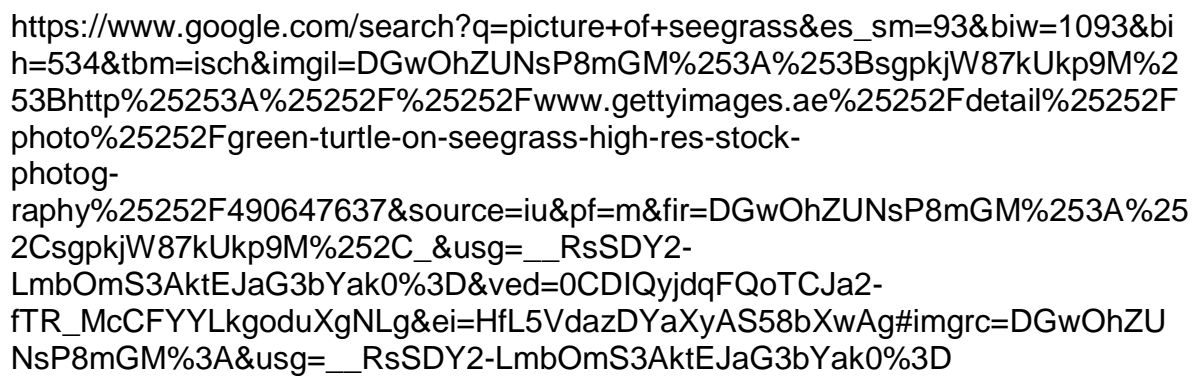 https://www.google.com/search?q=picture+of+seegrass&es_sm=93&biw=1093&bi
h=534&tbm=isch&imgil=DGwOhZUNsP8mGM%253A%253BsgpkjW87kUkp9M%2
53Bhttp%25253A%25252F%25252Fwww.gettyimages.ae%25252Fdetail%25252F
photo%25252Fgreen-turtle-on-seegrass-high-res-stock-
photog-
raphy%25252F490647637&source=iu&pf=m&fir=DGwOhZUNsP8mGM%253A%25
2CsgpkjW87kUkp9M%252C_&usg=__RsSDY2-
LmbOmS3AktEJaG3bYak0%3D&ved=0CDIQyjdqFQoTCJa2-
fTR_McCFYYLkgoduXgNLg&ei=HfL5VdazDYaXyAS58bXwAg#imgrc=DGwOhZU
NsP8mGM%3A&usg=__RsSDY2-LmbOmS3AktEJaG3bYak0%3D